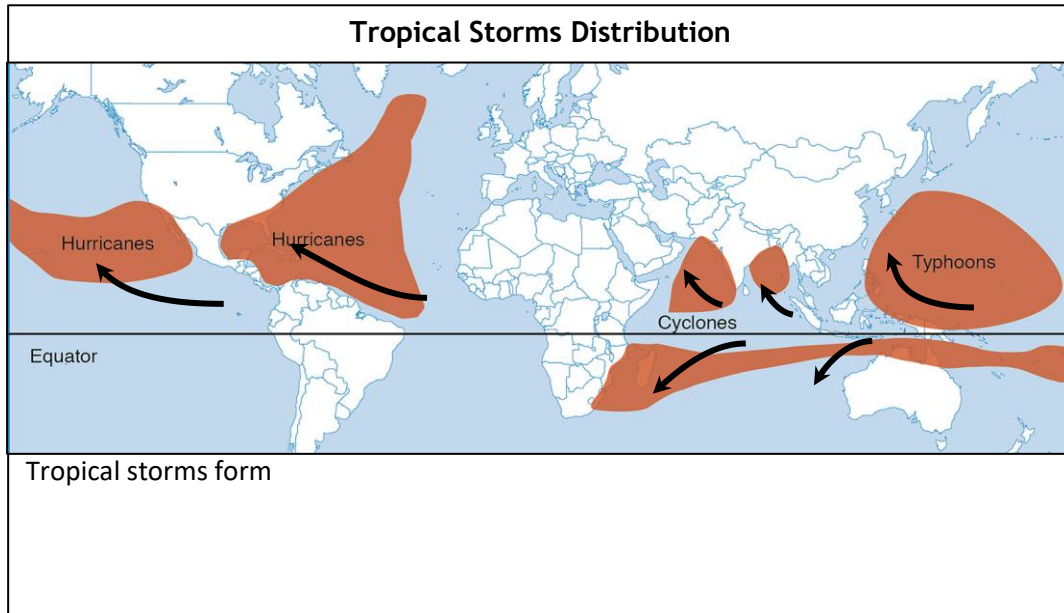 Tropical Storms Distribution
Hurricanes
Hurricanes
Typhoons
Cyclones
Equator
Tropical storms form